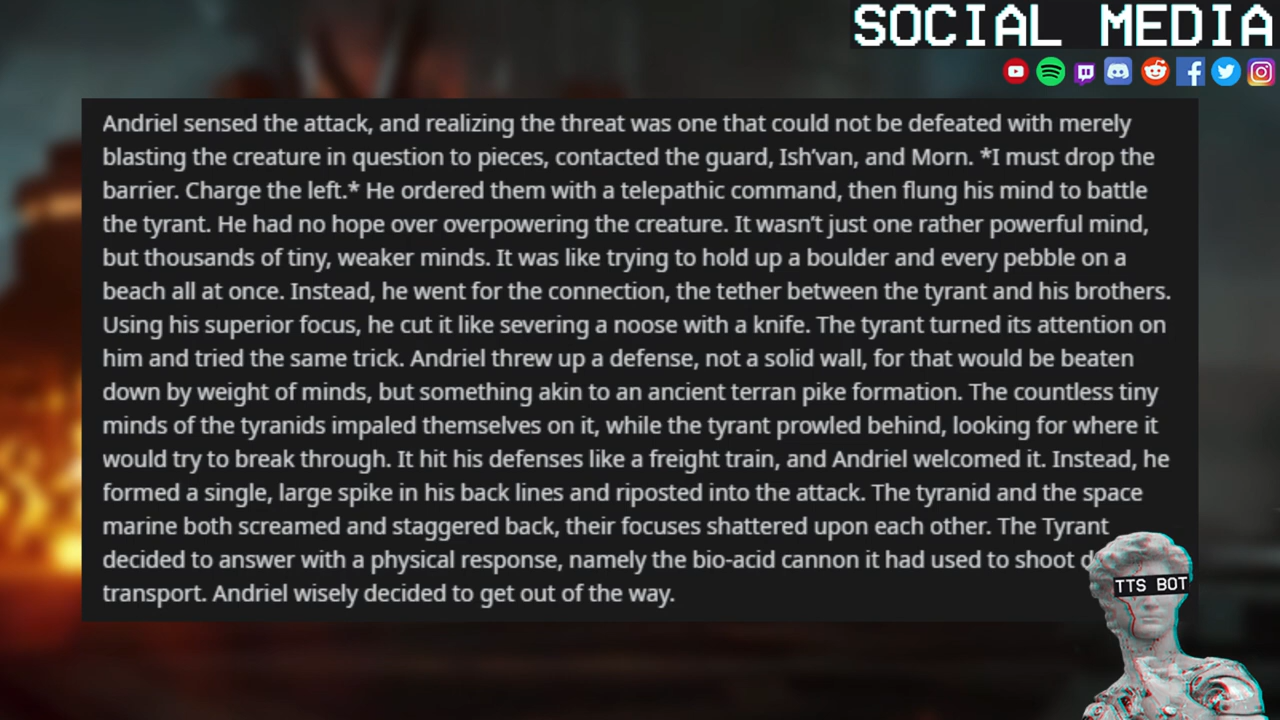 SOCIAL MEDIA
Andriel sensed the attack, and realizing the threat was one that could not be defeated with merely
blasting the creature in question to pieces, contacted the guard, Ish’van, and Morn. *I must drop the
barrier. Charge the left.* He ordered them with a telepathic command, then flung his mind to battle
the tyrant. He had no hope over overpowering the creature. It wasn’t just one rather powerful mind,
but thousands of tiny, weaker minds. It was like trying to hold up a boulder and every pebble on a
beach all at once. Instead, he went for the connection, the tether between the tyrant and his brothers.
Using his superior focus, he cut it like severing a noose with a knife. The tyrant turned its attention on
him and tried the same trick. Andriel threw up a defense, not a solid wall, for that would be beaten
down by weight of minds, but something akin to an ancient terran pike formation. The countless tiny
minds of the tyranids impaled themselves on it, while the tyrant prowled behind, looking for where it
would try to break through. It hit his defenses like a freight train, and Andriel welcomed it. Instead, he
formed a single, large spike in his back lines and riposted into the attack. The tyranid and the space
marine both screamed and staggered back, their focuses shattered upon each other. The Tyrant
decided to answer with a physical response, namely the bio-acid cannon it had used to shoot
transport. Andriel wisely decided to get out of the way.
TTS BOT